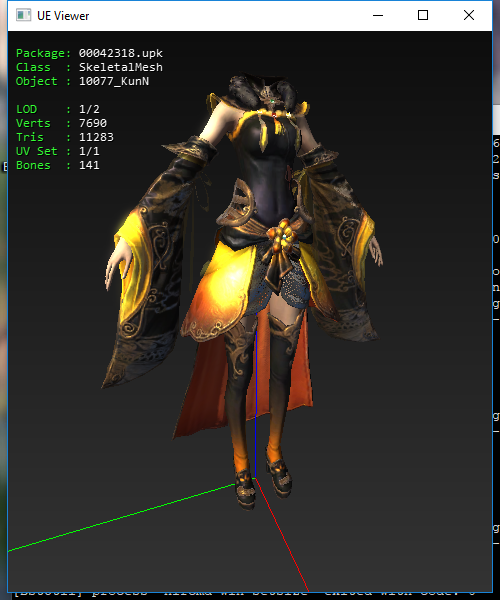 UE Viewer
Package: 00042318.upk
Class : SkeletalMesh
Object : 10077_KunN
LOD : 1/2
Verts : 7690
Tris : 11283
UV Set : 1/1
Bones : 141